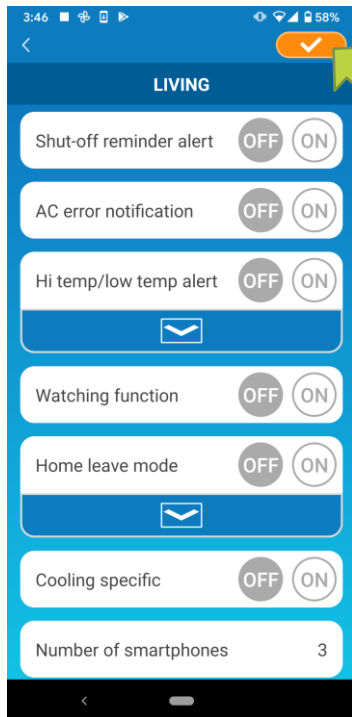 3:46
58%
LIVING
Shut-off reminder alert OFF ON
AC error notification OFF ON
Hi temp/low temp alert OFF ON
Watching function OFF ON
Home leave mode OFF ON
Cooling specific OFF ON
Number of smartphones 3